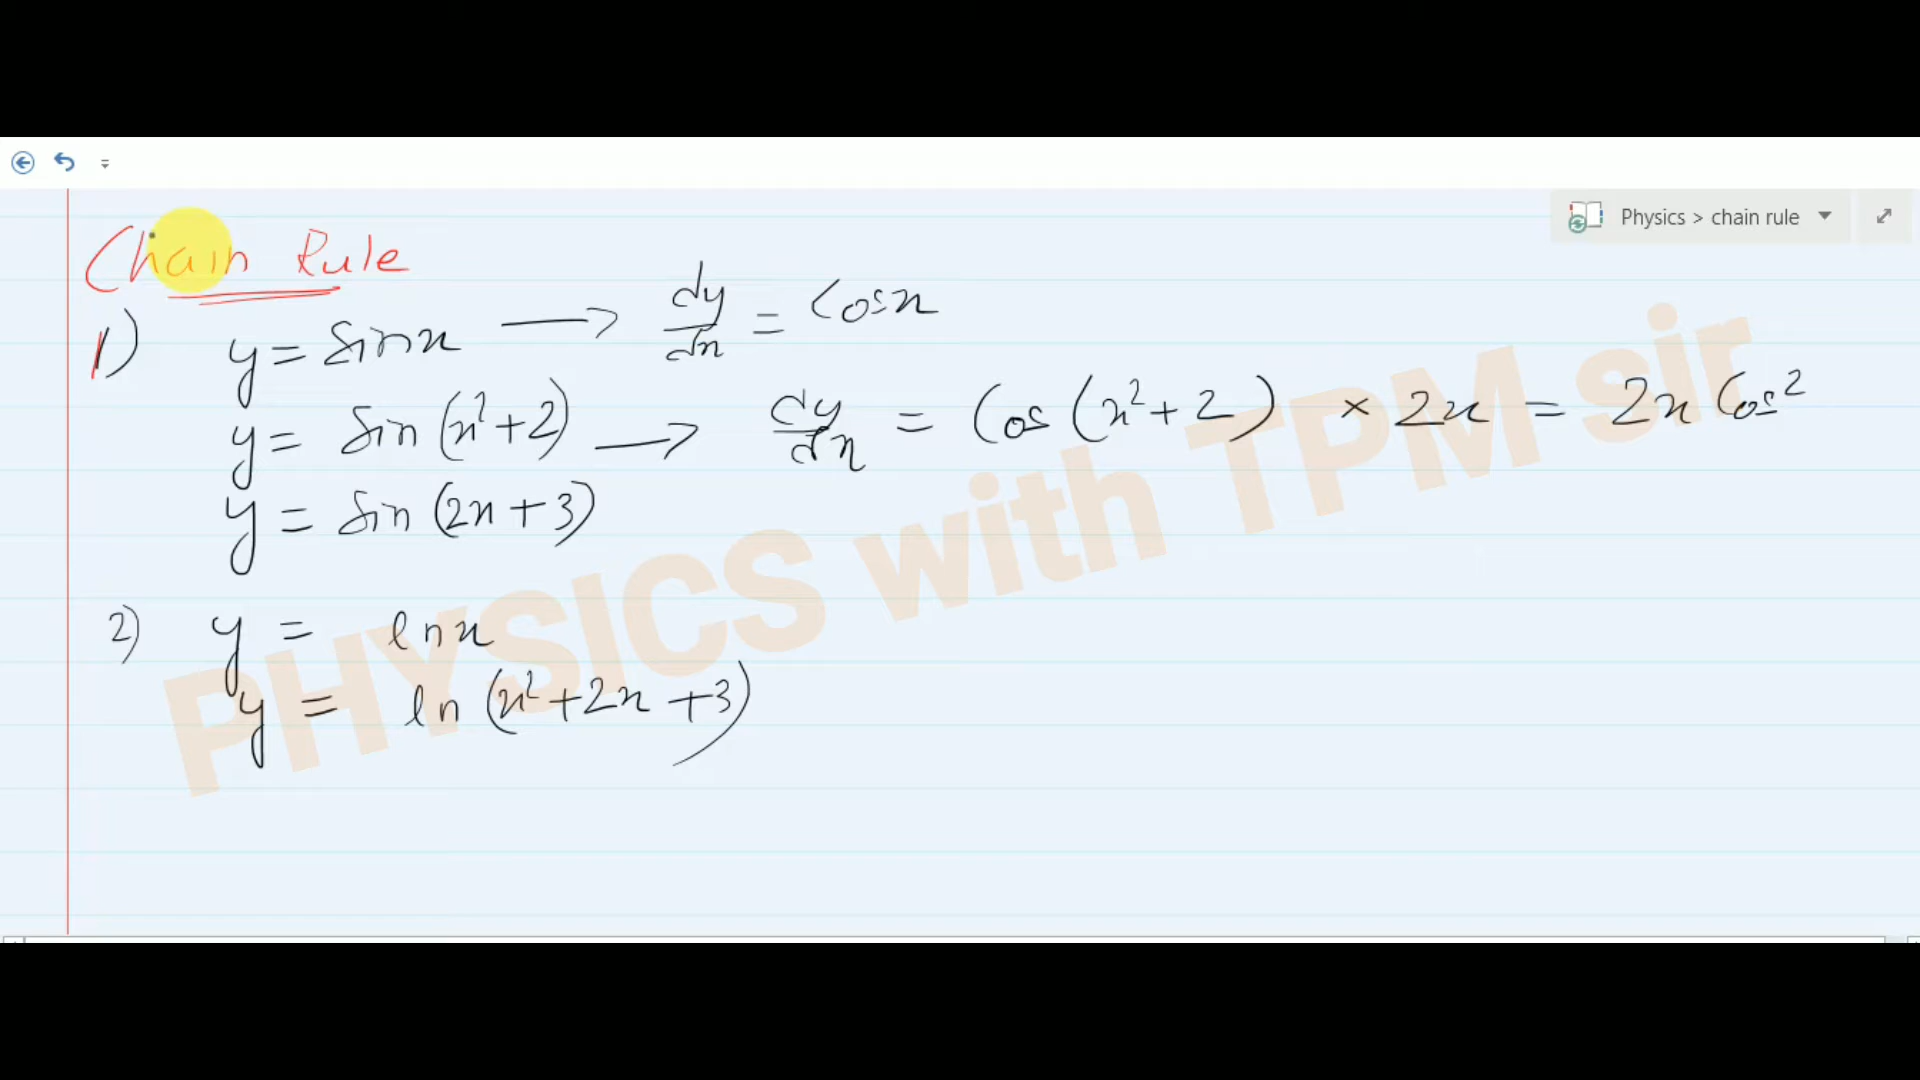 Physics > chain rule
Chain Rule
1) y = sin x → dy/dx = Cos x
y = sin (x²+2) → dy/dx = Cos (x²+2) × 2x = 2x Cos²
y = sin (2x+3)
2) y = ln x
y = ln (x²+2x+3)
PHYSICS with TPM sir